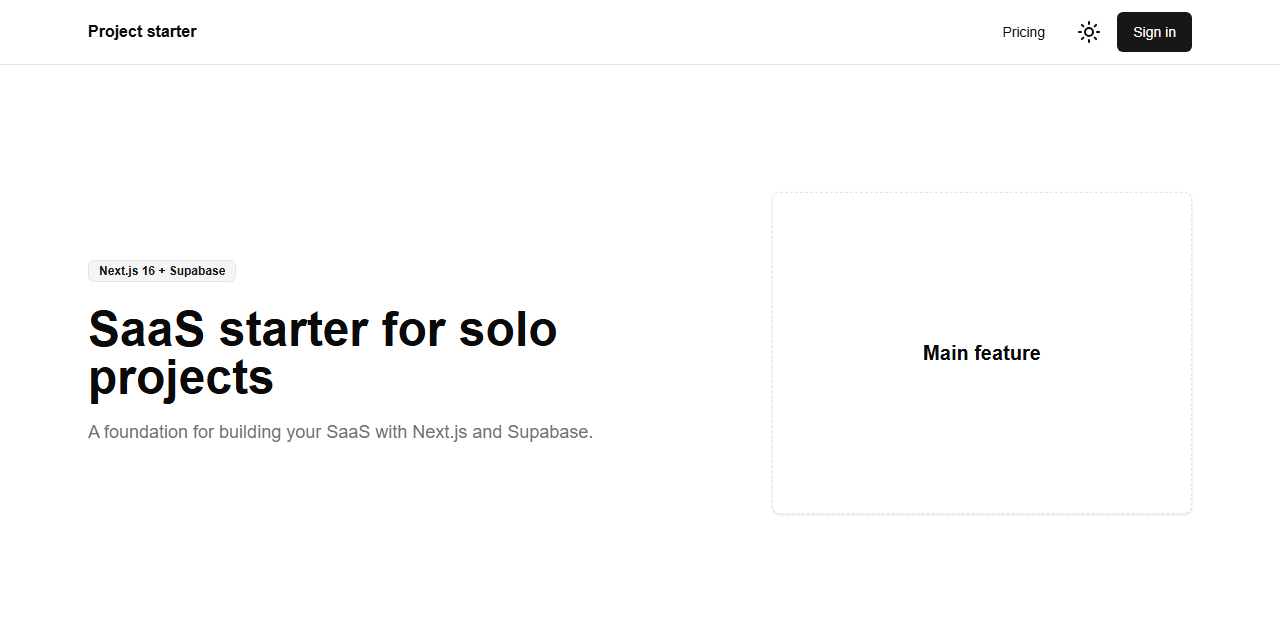 Project starter
Pricing
Sign in
Next.js 16 + Supabase
SaaS starter for solo
projects
A foundation for building your SaaS with Next.js and Supabase.
Main feature